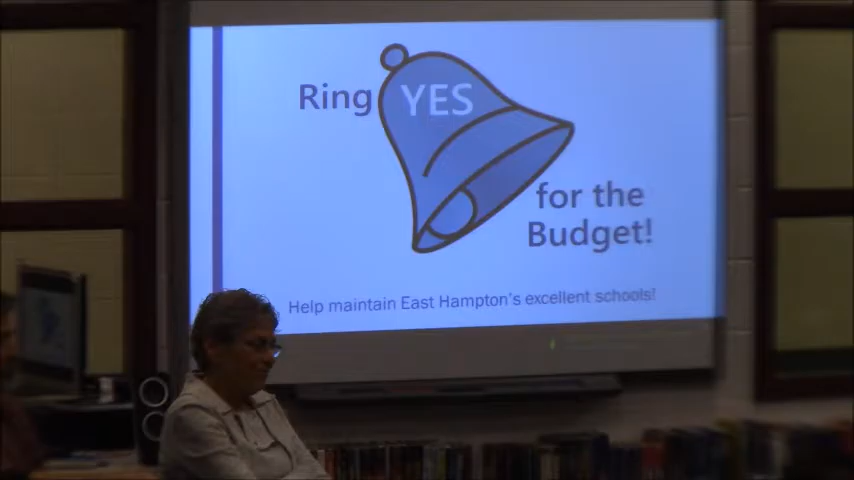 Ring YES
for the
Budget!
Help maintain East Hampton's excellent schools!